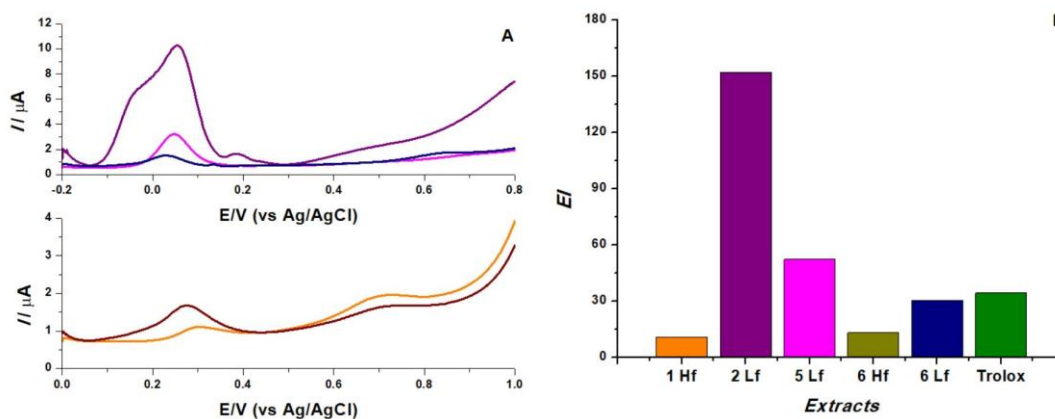 A
12
10
8
6
4
2
0
I / µA
-0.2 0.0 0.2 0.4 0.6 0.8
E/V (vs Ag/AgCl)
4
3
2
1
0
I / µA
0.0 0.2 0.4 0.6 0.8 1.0
E/V (vs Ag/AgCl)
180
150
120
90
60
30
0
EI
1 Hf 2 Lf 5 Lf 6 Hf 6 Lf Trolox
Extracts